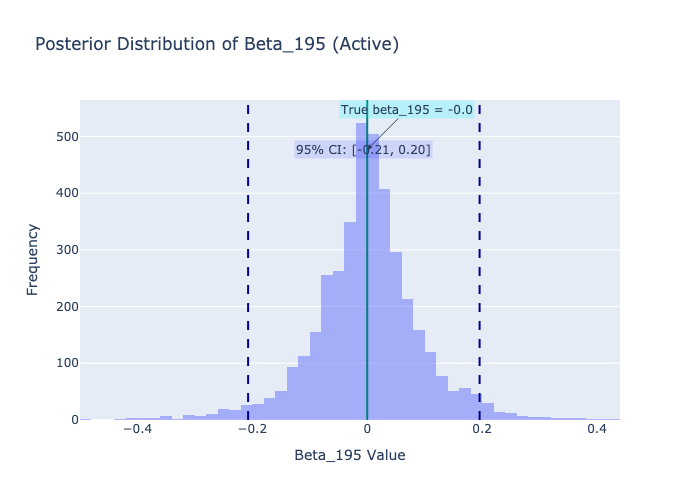 Posterior Distribution of Beta_195 (Active)
True beta_195 = -0.0
95% CI: [-0.21, 0.20]
500
400
300
200
100
0
Frequency
−0.4
−0.2
0
0.2
0.4
Beta_195 Value